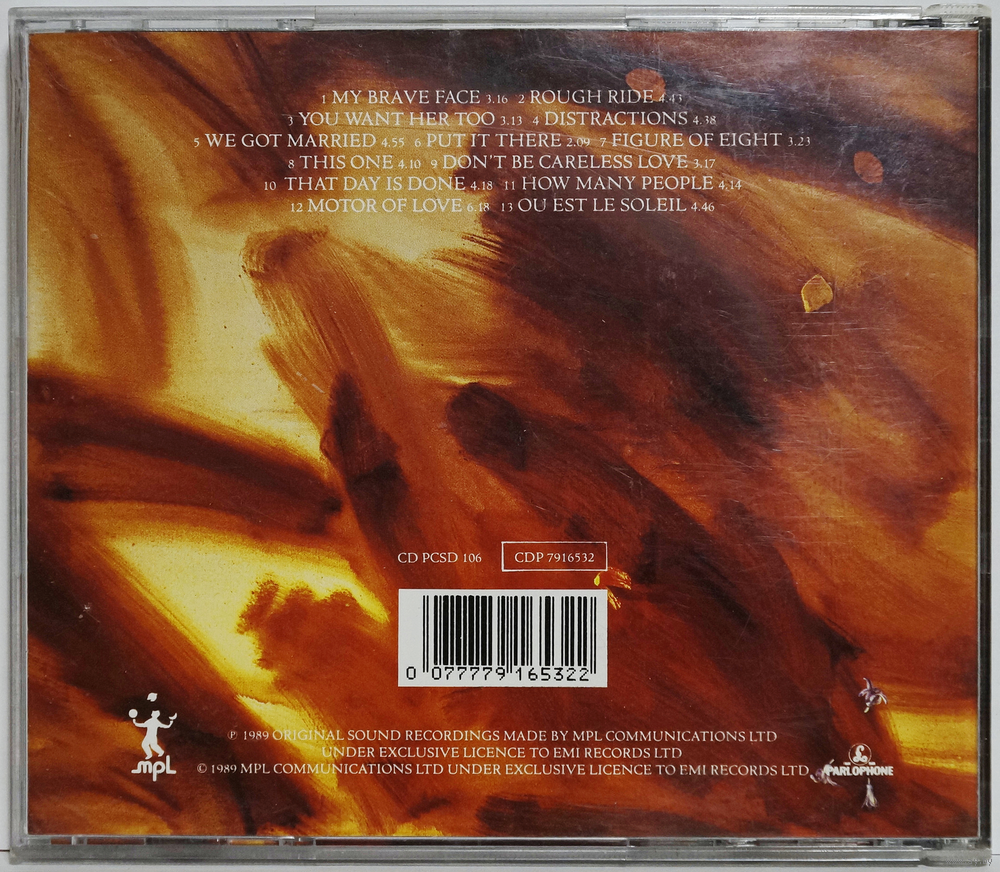 1 MY BRAVE FACE 3.16 2 ROUGH RIDE 4.43
3 YOU WANT HER TOO 3.13 4 DISTRACTIONS 4.38
5 WE GOT MARRIED 4.55 6 PUT IT THERE 2.09 7 FIGURE OF EIGHT 3.23
8 THIS ONE 4.10 9 DON'T BE CARELESS LOVE 3.17
10 THAT DAY IS DONE 4.18 11 HOW MANY PEOPLE 4.14
12 MOTOR OF LOVE 6.18 13 OU EST LE SOLEIL 4.46
CD PCSD 106 CDP 7916532
0 077779 165322
℗ 1989 ORIGINAL SOUND RECORDINGS MADE BY MPL COMMUNICATIONS LTD
UNDER EXCLUSIVE LICENCE TO EMI RECORDS LTD
© 1989 MPL COMMUNICATIONS LTD UNDER EXCLUSIVE LICENCE TO EMI RECORDS LTD
mpL
PARLOPHONE